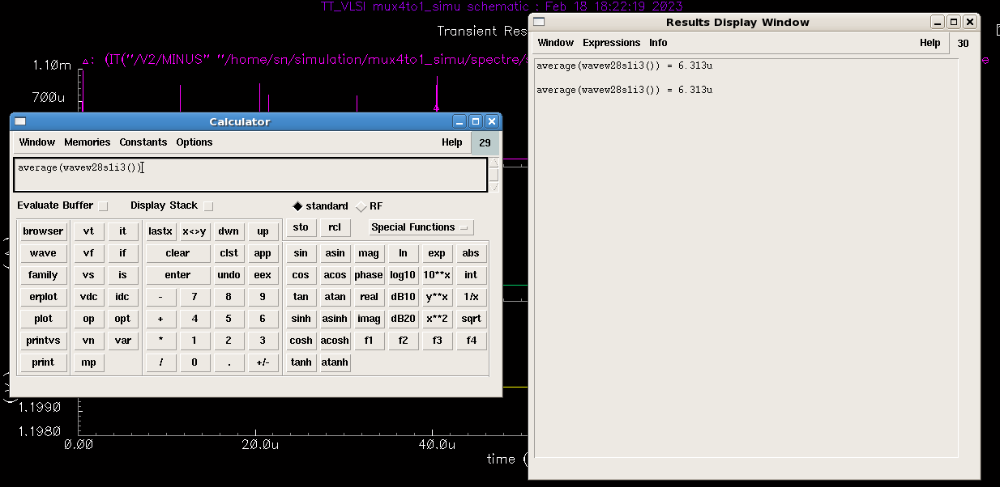 TT_VLSI mux4to1_simu schematic : Feb 18 18:22:19 2023
Transient Res
△: (IT("/V2/MINUS" "/home/sn/simulation/mux4to1_simu/spectre/s
1.10m
700u
Calculator
Window Memories Constants Options Help 29
average(wavew28s1i3())
Evaluate Buffer Display Stack standard RF
browser vt it lastx x<>y dwn up sto rcl Special Functions
wave vf if clear clst app sin asin mag ln exp abs
family vs is enter undo eex cos acos phase log10 10**x int
erplot vdc idc - 7 8 9 tan atan real dB10 y**x 1/x
plot op opt + 4 5 6 sinh asinh imag dB20 x**2 sqrt
printvs vn var * 1 2 3 cosh acosh f1 f2 f3 f4
print mp / 0 . +/- tanh atanh
1.1990
1.1980
0.00 20.0u 40.0u
time (
Results Display Window
Window Expressions Info Help 30
average(wavew28s1i3()) = 6.313u
average(wavew28s1i3()) = 6.313u